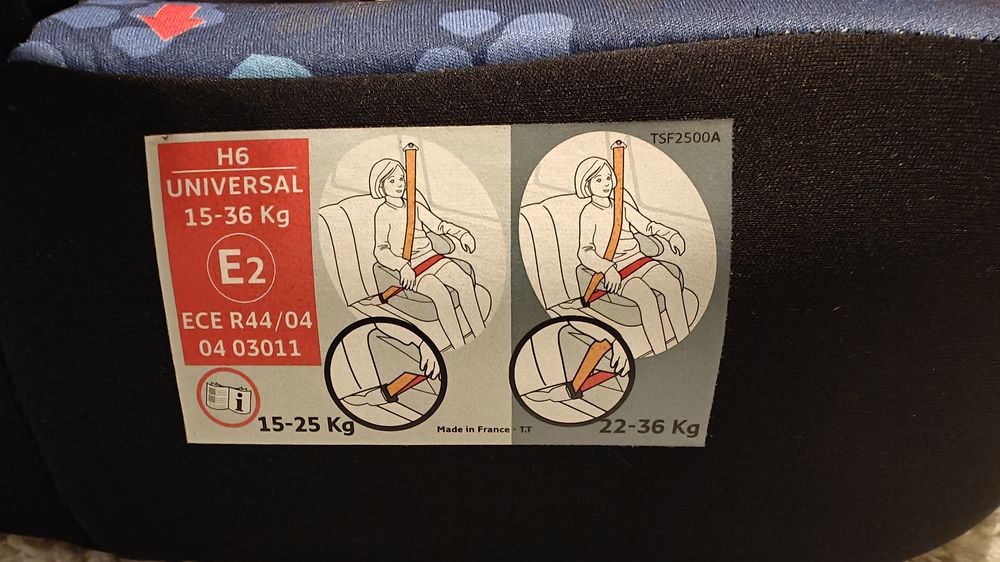 H6
UNIVERSAL
15-36 Kg
E2
ECE R44/04
04 03011
i
15-25 Kg
Made in France - T.T
TSF2500A
22-36 Kg